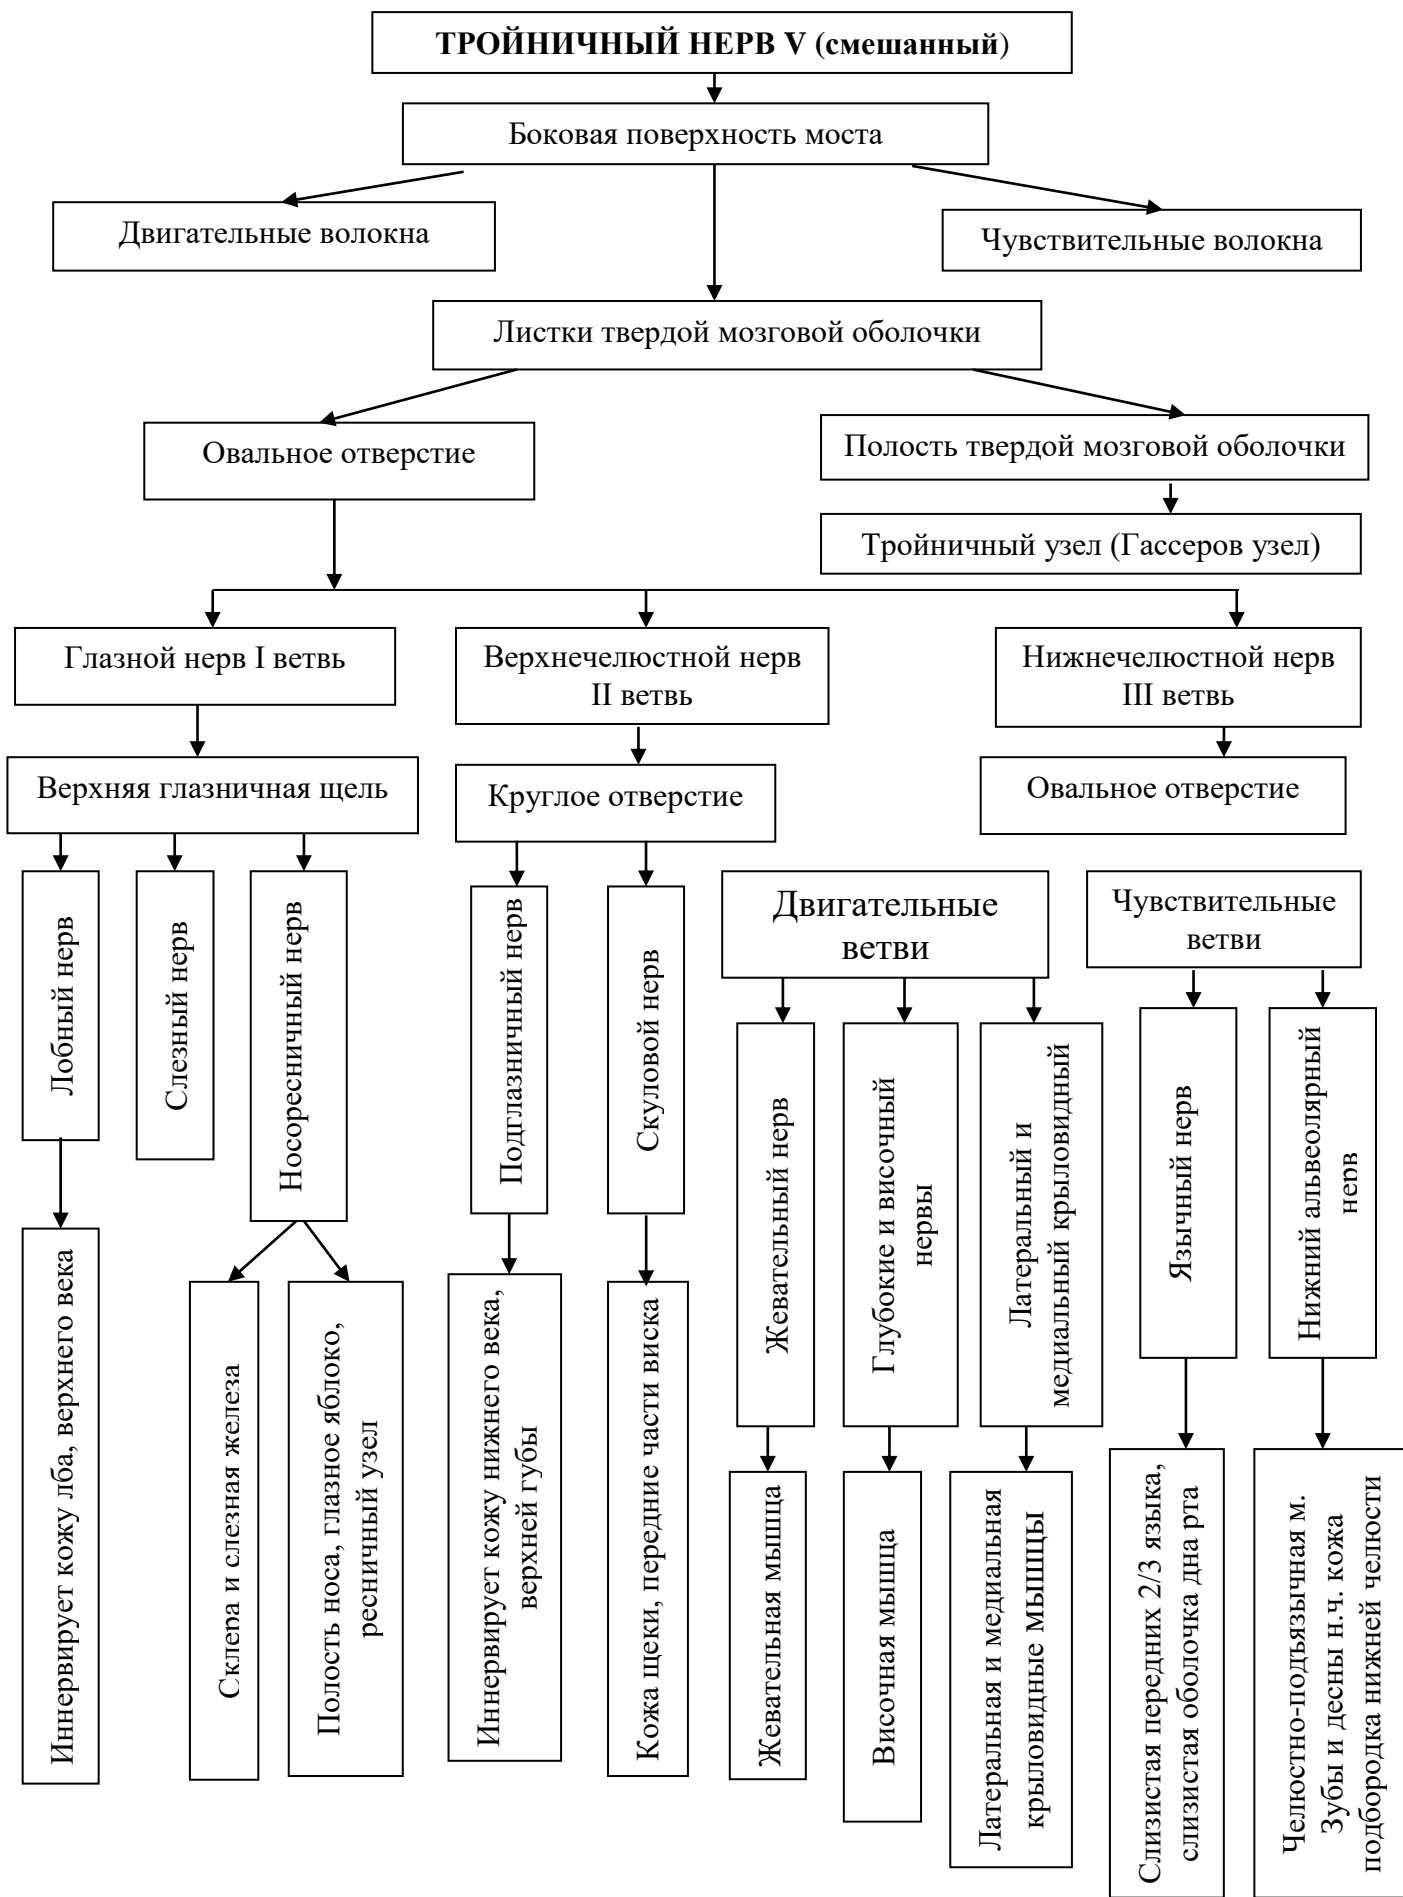 ТРОЙНИЧНЫЙ НЕРВ V (смешанный)
Боковая поверхность моста
Двигательные волокна
Чувствительные волокна
Листки твердой мозговой оболочки
Овальное отверстие
Полость твердой мозговой оболочки
Тройничный узел (Гассеров узел)
Глазной нерв I ветвь
Верхнечелюстной нерв
II ветвь
Нижнечелюстной нерв
III ветвь
Верхняя глазничная щель
Круглое отверстие
Овальное отверстие
Лобный нерв
Слезный нерв
Носоресничный нерв
Подглазничный нерв
Скуловой нерв
Двигательные
ветви
Чувствительные
ветви
Жевательный нерв
Глубокие и височный
нервы
Латеральный и
медиальный крыловидный
Язычный нерв
Нижний альвеолярный
нерв
Иннервирует кожу лба, верхнего века
Склера и слезная железа
Полость носа, глазное яблоко,
ресничный узел
Иннервирует кожу нижнего века,
верхней губы
Кожа щеки, передние части виска
Жевательная мышца
Височная мышца
Латеральная и медиальная
крыловидные мышцы
Слизистая передних 2/3 языка,
слизистая оболочка дна рта
Челюстно-подъязычная м.
Зубы и десны н.ч. кожа
подбородка нижней челюсти